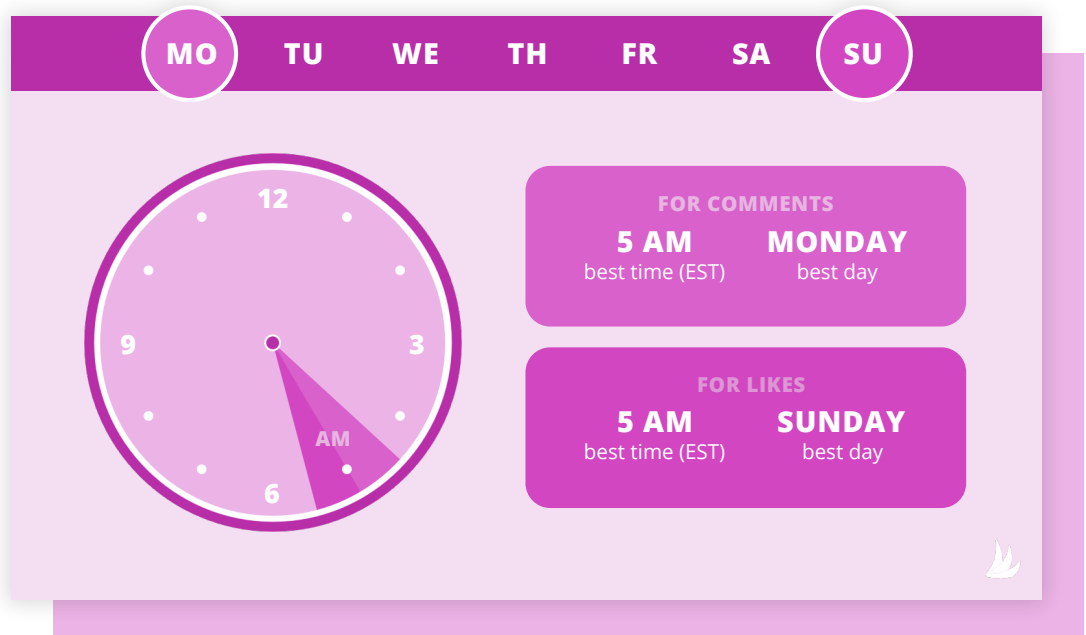 MO TU WE TH FR SA SU
12
9
3
AM
6
FOR COMMENTS
5 AM MONDAY
best time (EST) best day
FOR LIKES
5 AM SUNDAY
best time (EST) best day